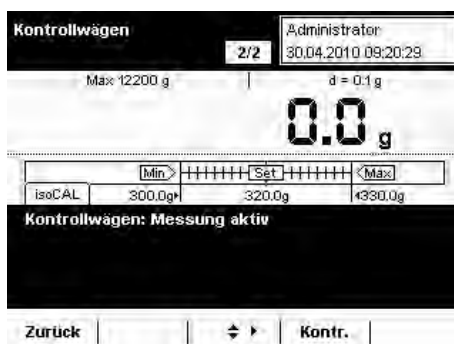 Kontrollwägen
Administrator
2/2
30.04.2010 09:20:29
Max 12200 g
d = 0.1 g
0.0 g
Min Set Max
isoCAL 300.0g 320.0g 330.0g
Kontrollwägen: Messung aktiv
Zurück Kontr.